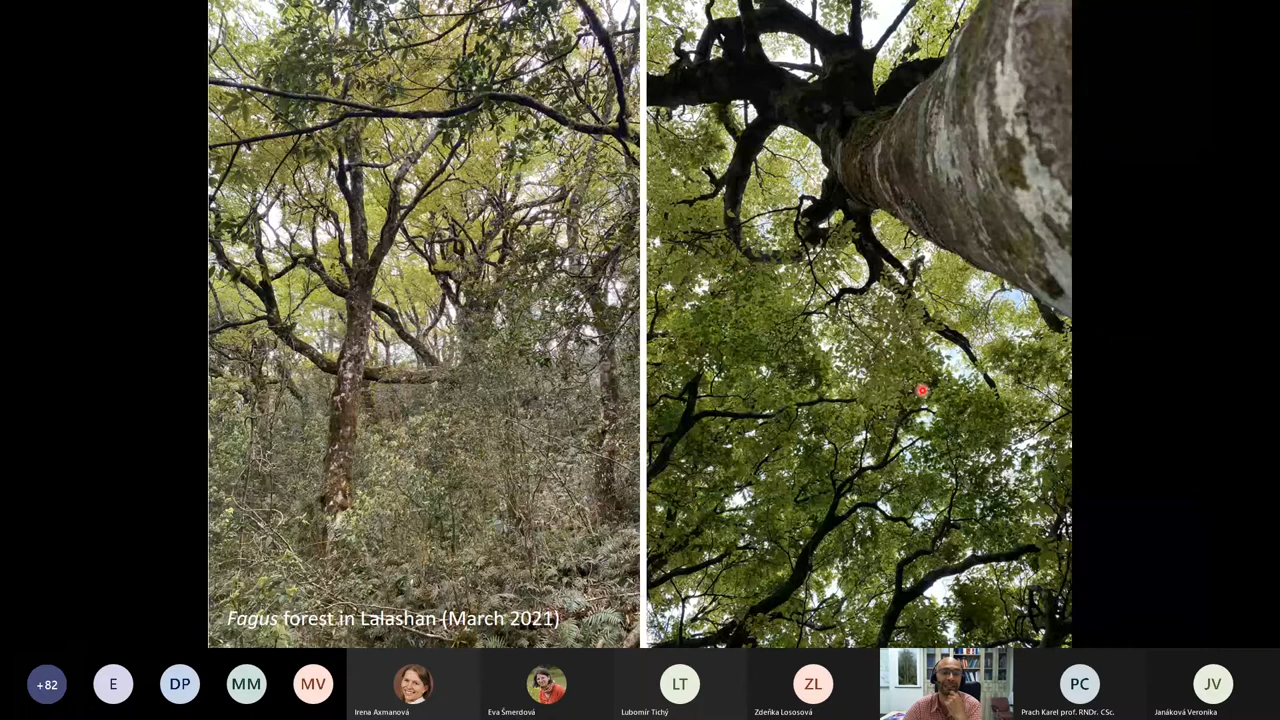 Fagus forest in Lalashan (March 2021)
+82
E
DP
MM
MV
LT
ZL
PC
JV
Irena Axmanová
Eva Šmerdová
Lubomír Tichý
Zdeňka Lososová
Prach Karel prof. RNDr. CSc.
Janáková Veronika